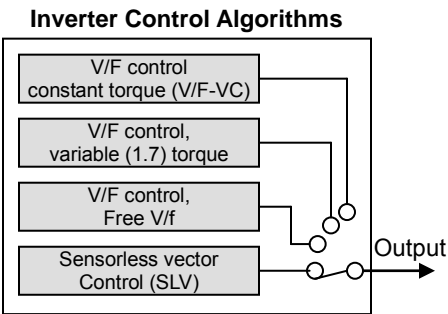 Inverter Control Algorithms
V/F control
constant torque (V/F-VC)
V/F control,
variable (1.7) torque
V/F control,
Free V/f
Sensorless vector
Control (SLV)
Output